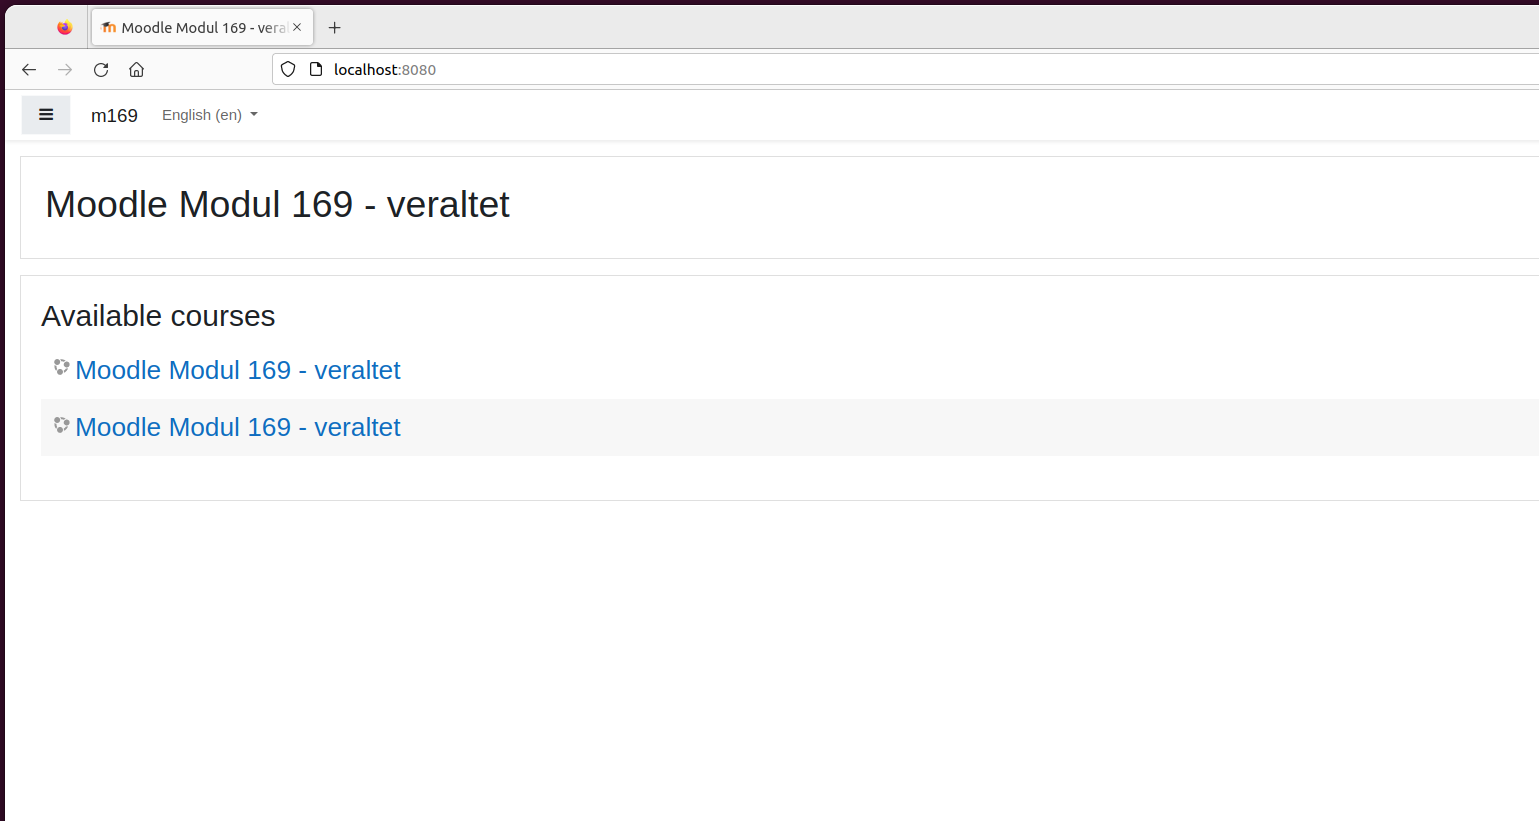 Moodle Modul 169 - veralt
localhost:8080
m169 English (en)
Moodle Modul 169 - veraltet
Available courses
Moodle Modul 169 - veraltet
Moodle Modul 169 - veraltet